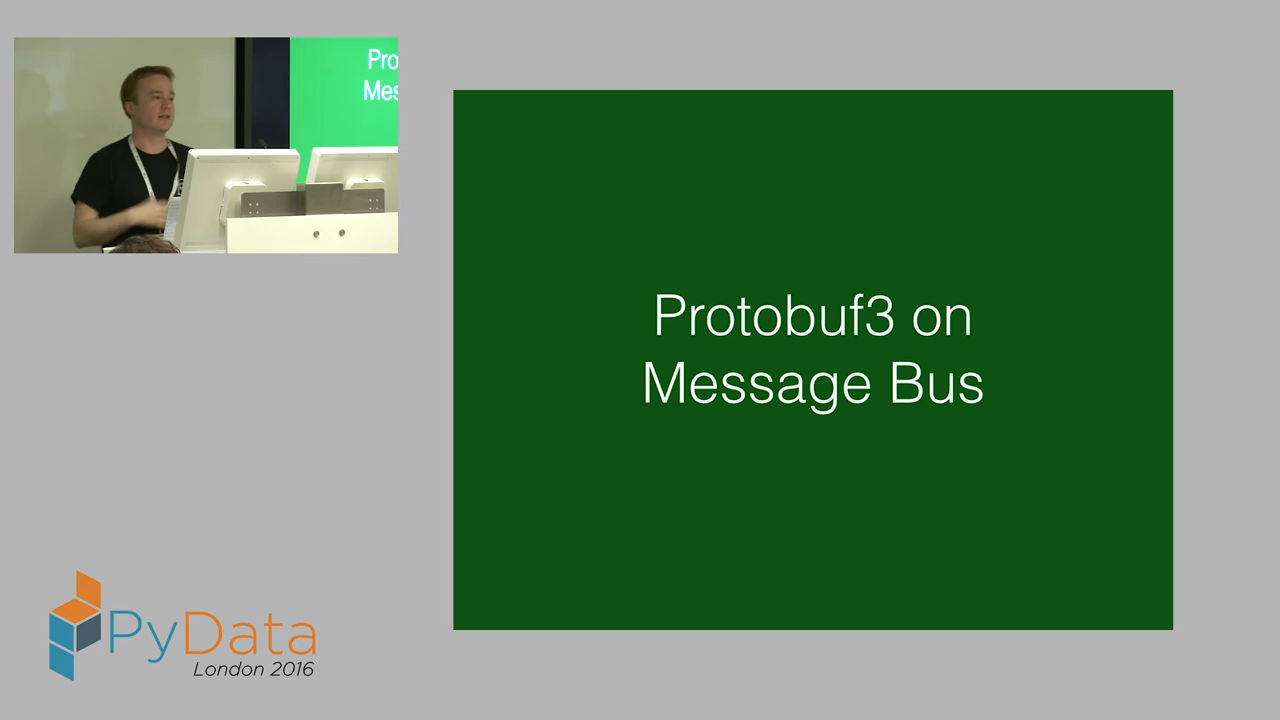 Pro
Mes
Protobuf3 on
Message Bus
PyData
London 2016